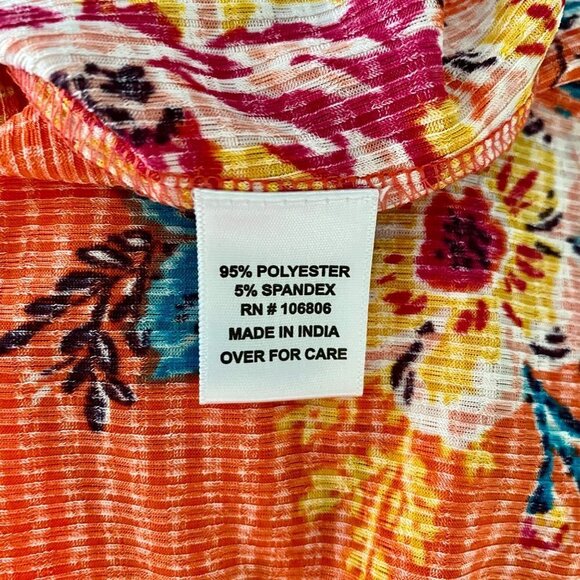 95% POLYESTER
5% SPANDEX
RN # 106806
MADE IN INDIA
OVER FOR CARE